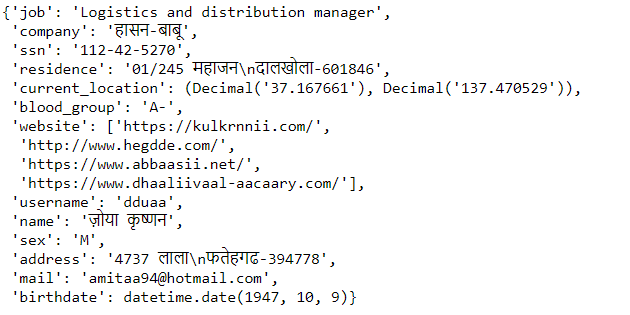 {'job': 'Logistics and distribution manager',
'company': 'हासन-बाबू',
'ssn': '112-42-5270',
'residence': '01/245 महाजन\nदालखोला-601846',
'current_location': (Decimal('37.167661'), Decimal('137.470529')),
'blood_group': 'A-',
'website': ['https://kulkrnnii.com/',
'http://www.hegdde.com/',
'https://www.abbaasii.net/',
'https://www.dhaaliivaal-aacaary.com/'],
'username': 'dduaa',
'name': 'ज़ोया कृष्णन',
'sex': 'M',
'address': '4737 लाला\nफतेहगढ-394778',
'mail': 'amitaa94@hotmail.com',
'birthdate': datetime.date(1947, 10, 9)}